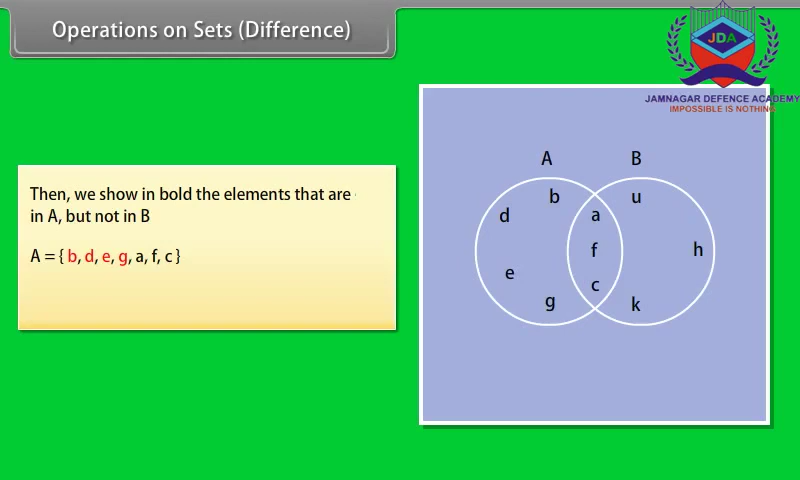 Operations on Sets (Difference)
JDA
JAMNAGAR DEFENCE ACADEMY
IMPOSSIBLE IS NOTHING
Then, we show in bold the elements that are
in A, but not in B
A = { b, d, e, g, a, f, c }
A B
b u
d a
f h
e c
g k